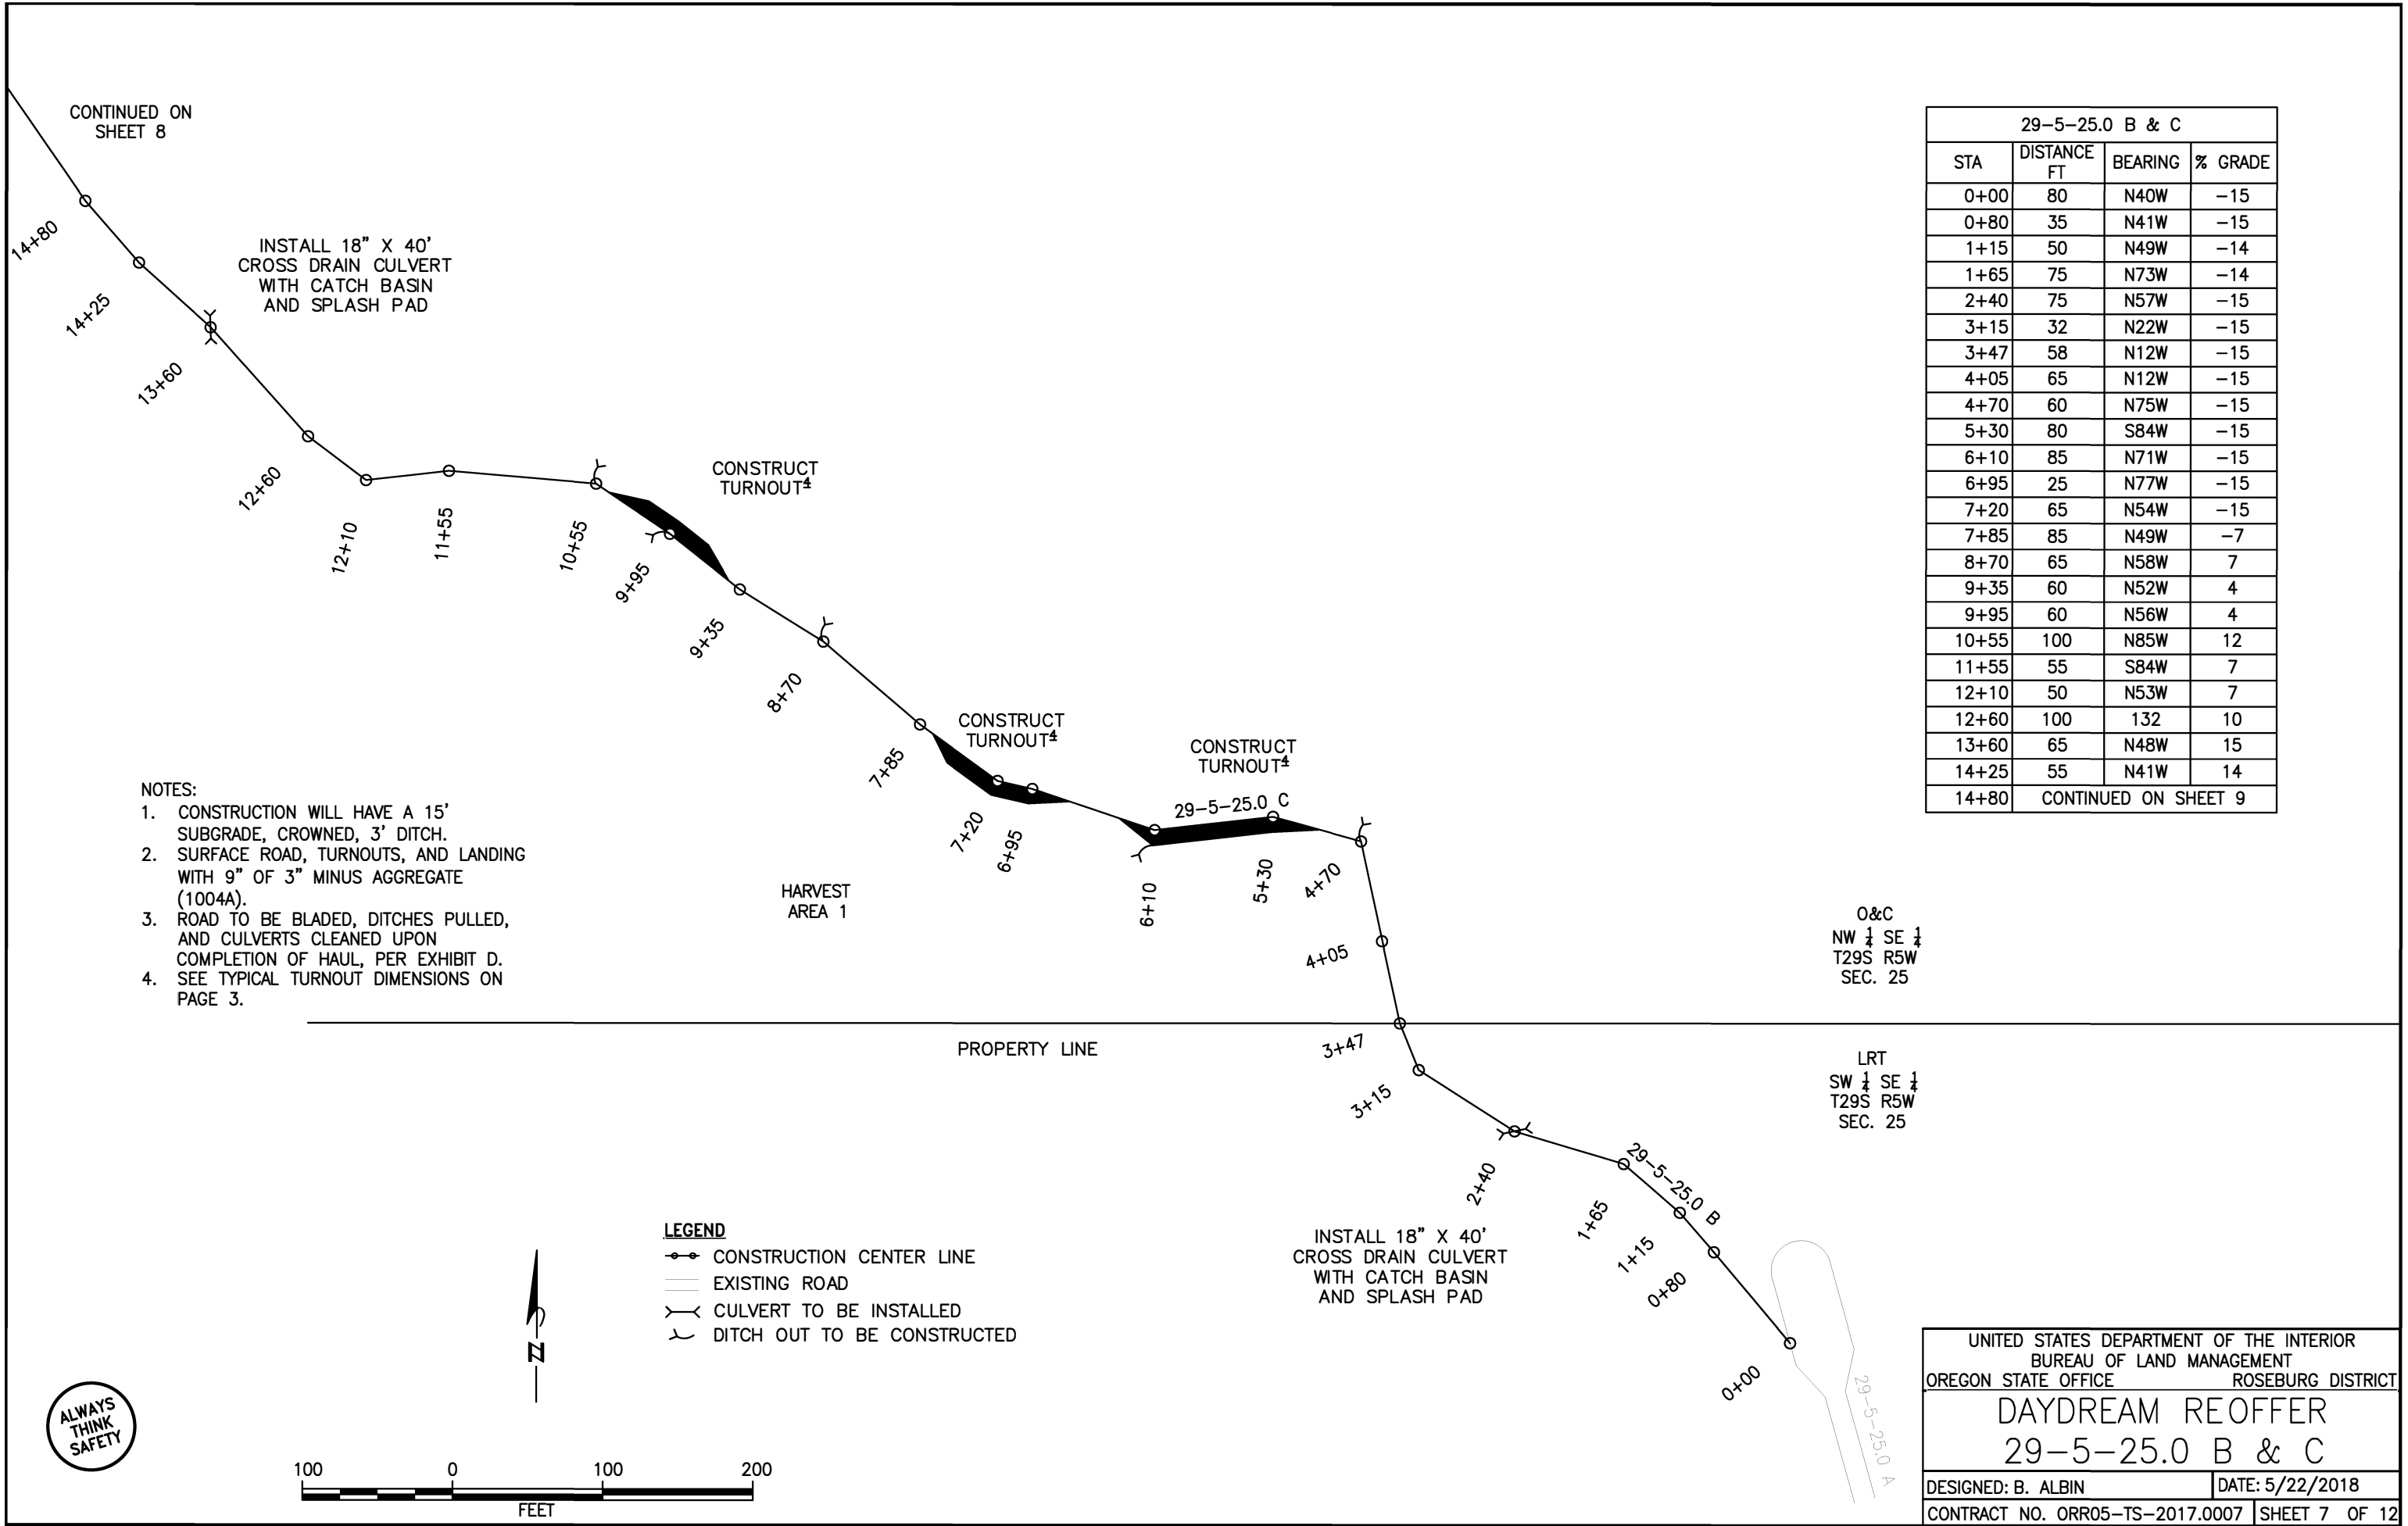 CONTINUED ON
SHEET 8
14+80
14+25
13+60
12+60
12+10
11+55
10+55
9+95
9+35
8+70
7+85
7+20
6+95
6+10
5+30
4+70
4+05
3+47
3+15
2+40
1+65
1+15
0+80
0+00
INSTALL 18" X 40'
CROSS DRAIN CULVERT
WITH CATCH BASIN
AND SPLASH PAD
CONSTRUCT
TURNOUT4
CONSTRUCT
TURNOUT4
CONSTRUCT
TURNOUT4
29-5-25.0 C
HARVEST
AREA 1
29-5-25.0 B & C
STA DISTANCE FT BEARING % GRADE
0+00 80 N40W -15
0+80 35 N41W -15
1+15 50 N49W -14
1+65 75 N73W -14
2+40 75 N57W -15
3+15 32 N22W -15
3+47 58 N12W -15
4+05 65 N12W -15
4+70 60 N75W -15
5+30 80 S84W -15
6+10 85 N71W -15
6+95 25 N77W -15
7+20 65 N54W -15
7+85 85 N49W -7
8+70 65 N58W 7
9+35 60 N52W 4
9+95 60 N56W 4
10+55 100 N85W 12
11+55 55 S84W 7
12+10 50 N53W 7
12+60 100 132 10
13+60 65 N48W 15
14+25 55 N41W 14
14+80 CONTINUED ON SHEET 9
NOTES:
1. CONSTRUCTION WILL HAVE A 15'
SUBGRADE, CROWNED, 3' DITCH.
2. SURFACE ROAD, TURNOUTS, AND LANDING
WITH 9" OF 3" MINUS AGGREGATE
(1004A).
3. ROAD TO BE BLADED, DITCHES PULLED,
AND CULVERTS CLEANED UPON
COMPLETION OF HAUL, PER EXHIBIT D.
4. SEE TYPICAL TURNOUT DIMENSIONS ON
PAGE 3.
O&C
NW 1/4 SE 1/4
T29S R5W
SEC. 25
PROPERTY LINE
LRT
SW 1/4 SE 1/4
T29S R5W
SEC. 25
29-5-25.0 B
INSTALL 18" X 40'
CROSS DRAIN CULVERT
WITH CATCH BASIN
AND SPLASH PAD
29-5-25.0 A
LEGEND
CONSTRUCTION CENTER LINE
EXISTING ROAD
CULVERT TO BE INSTALLED
DITCH OUT TO BE CONSTRUCTED
N
ALWAYS
THINK
SAFETY
100 0 100 200
FEET
UNITED STATES DEPARTMENT OF THE INTERIOR
BUREAU OF LAND MANAGEMENT
OREGON STATE OFFICE ROSEBURG DISTRICT
DAYDREAM REOFFER
29-5-25.0 B & C
DESIGNED: B. ALBIN DATE: 5/22/2018
CONTRACT NO. ORR05-TS-2017.0007 SHEET 7 OF 12